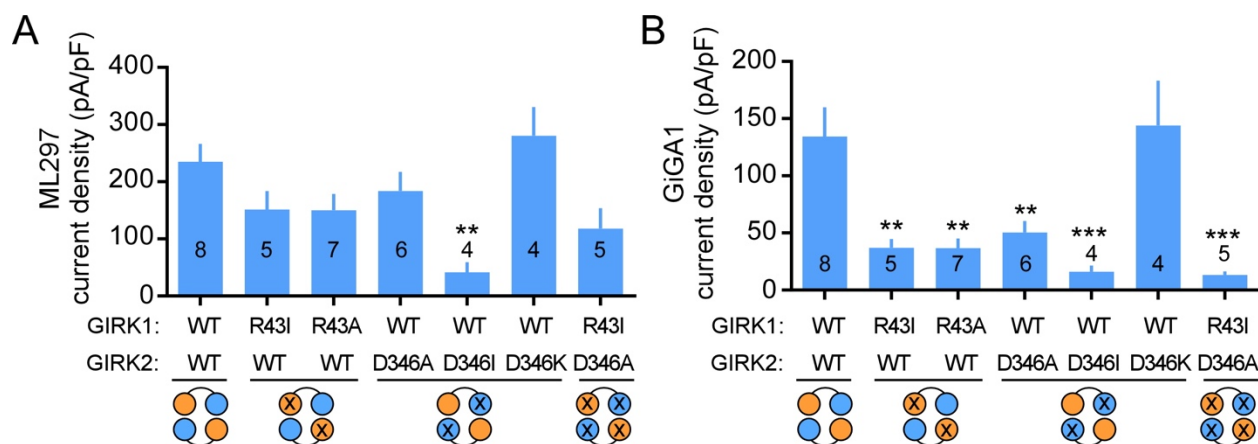 A
ML297
current density (pA/pF)
400
300
200
100
0
8
5
7
6
**
4
4
5
GIRK1: WT R43I R43A WT WT WT R43I
GIRK2: WT WT WT D346A D346I D346K D346A
X X X X X X X X
B
GiGA1
current density (pA/pF)
200
150
100
50
0
8
**
5
**
7
**
6
***
4
4
***
5
GIRK1: WT R43I R43A WT WT WT R43I
GIRK2: WT WT WT D346A D346I D346K D346A
X X X X X X X X